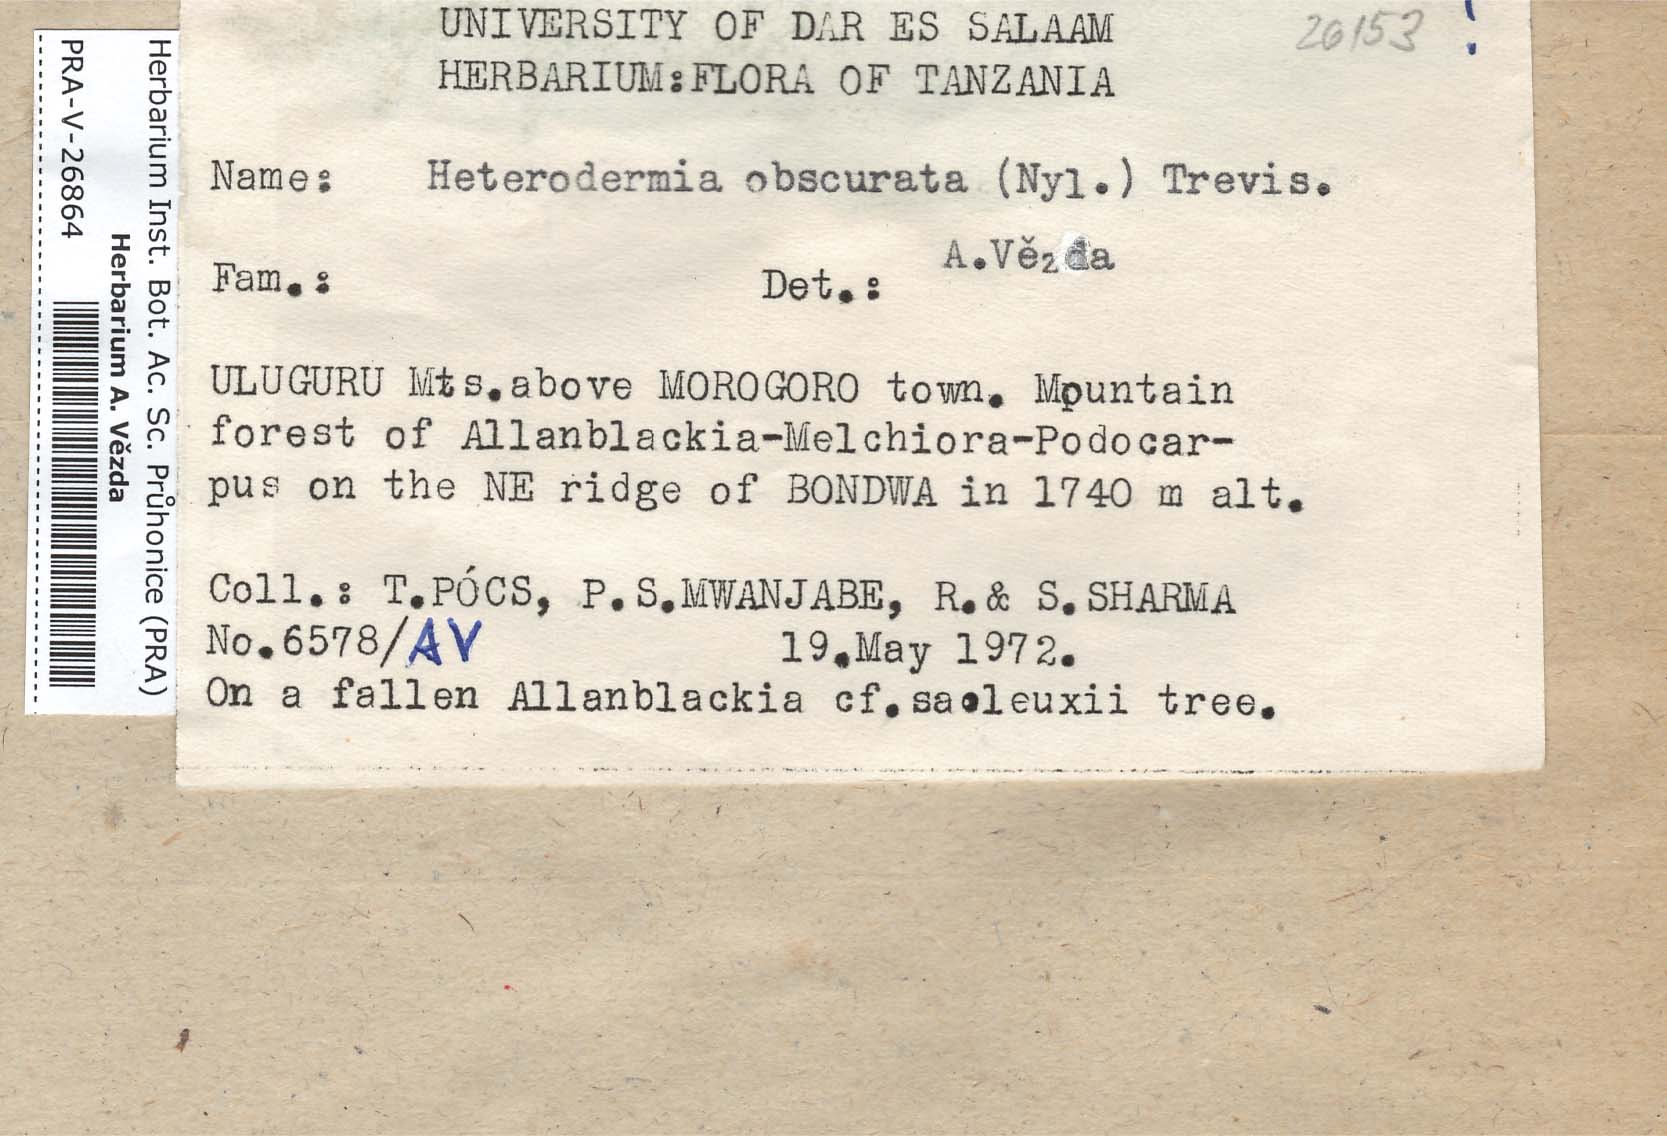 UNIVERSITY OF DAR ES SALAAM
HERBARIUM:FLORA OF TANZANIA
26153
!
Name: Heterodermia obscurata (Nyl.) Trevis.
Fam.: Det.: A.Vězda
ULUGURU Mts.above MOROGORO town. Mountain
forest of Allanblackia-Melchiora-Podocar-
pus on the NE ridge of BONDWA in 1740 m alt.
Coll.: T.PÓCS, P.S.MWANJABE, R.& S.SHARMA
No.6578/AV 19.May 1972.
On a fallen Allanblackia cf.sacleuxii tree.
Herbarium Inst. Bot. Ac. Sc. Průhonice (PRA)
Herbarium A. Vězda
PRA-V-26864